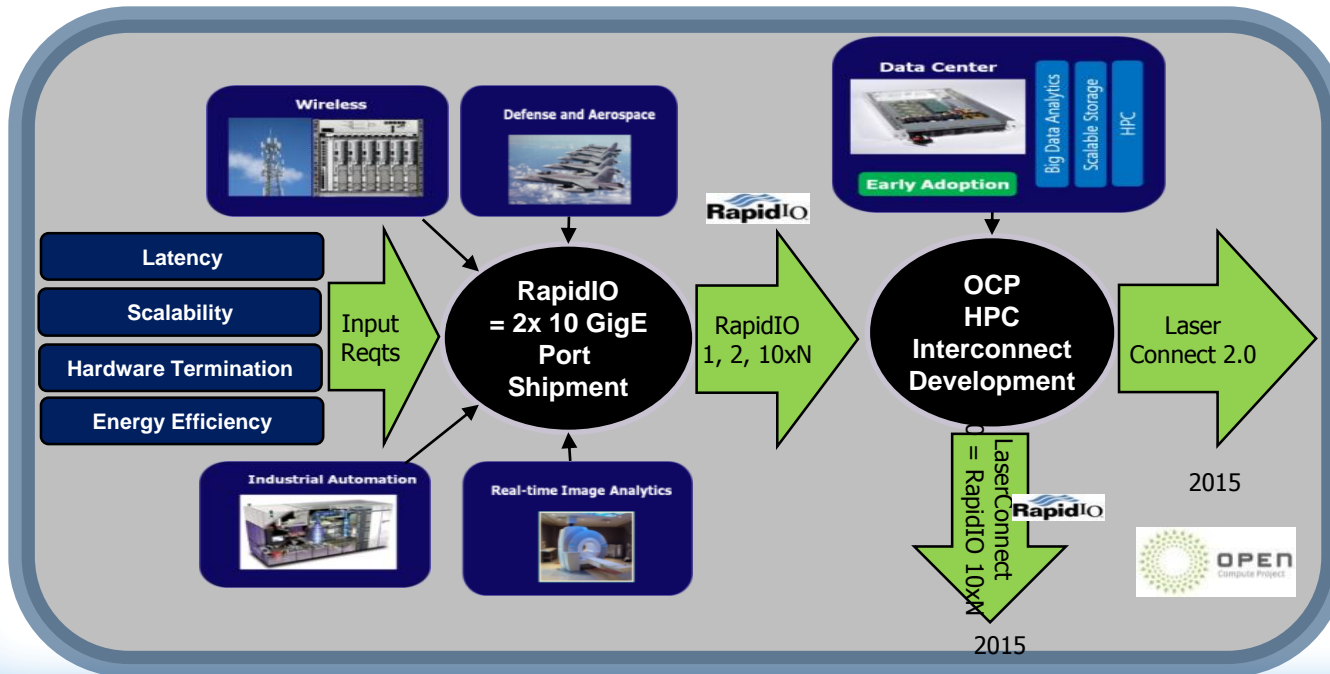 Wireless
Defense and Aerospace
Data Center
Big Data Analytics
Scalable Storage
HPC
Early Adoption
RapidIO
Latency
Scalability
Hardware Termination
Energy Efficiency
Input
Reqts
RapidIO
= 2x 10 GigE
Port
Shipment
RapidIO
1, 2, 10xN
OCP
HPC
Interconnect
Development
Laser
Connect 2.0
Industrial Automation
Real-time Image Analytics
LaserConnect
= RapidIO 10xN
RapidIO
2015
2015
OPEN
Compute Project